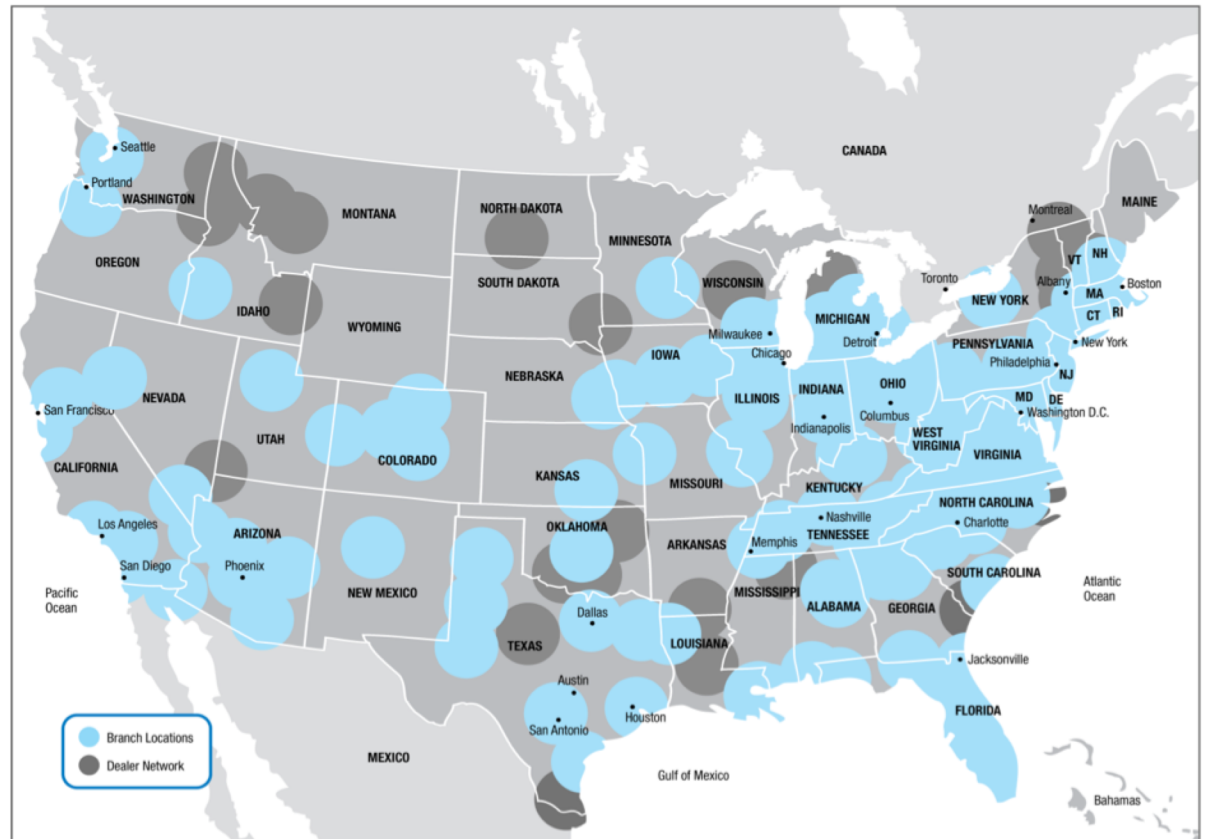 CANADA
Seattle
Portland
WASHINGTON
MONTANA
NORTH DAKOTA
MINNESOTA
Montreal
MAINE
OREGON
IDAHO
SOUTH DAKOTA
WISCONSIN
Toronto
VT
NH
Albany
MA
Boston
WYOMING
MICHIGAN
NEW YORK
CT
RI
Milwaukee
Detroit
New York
Chicago
IOWA
PENNSYLVANIA
Philadelphia
NJ
NEBRASKA
NEVADA
San Francisco
ILLINOIS
INDIANA
OHIO
MD
DE
Columbus
Washington D.C.
Indianapolis
UTAH
COLORADO
WEST
VIRGINIA
VIRGINIA
CALIFORNIA
KANSAS
MISSOURI
KENTUCKY
NORTH CAROLINA
Los Angeles
ARIZONA
OKLAHOMA
Nashville
TENNESSEE
Charlotte
ARKANSAS
Memphis
San Diego
Phoenix
NEW MEXICO
SOUTH CAROLINA
Pacific
Ocean
MISSISSIPPI
ALABAMA
GEORGIA
Atlantic
Ocean
Dallas
TEXAS
LOUISIANA
Jacksonville
Austin
San Antonio
Houston
FLORIDA
Branch Locations
Dealer Network
MEXICO
Gulf of Mexico
Bahamas